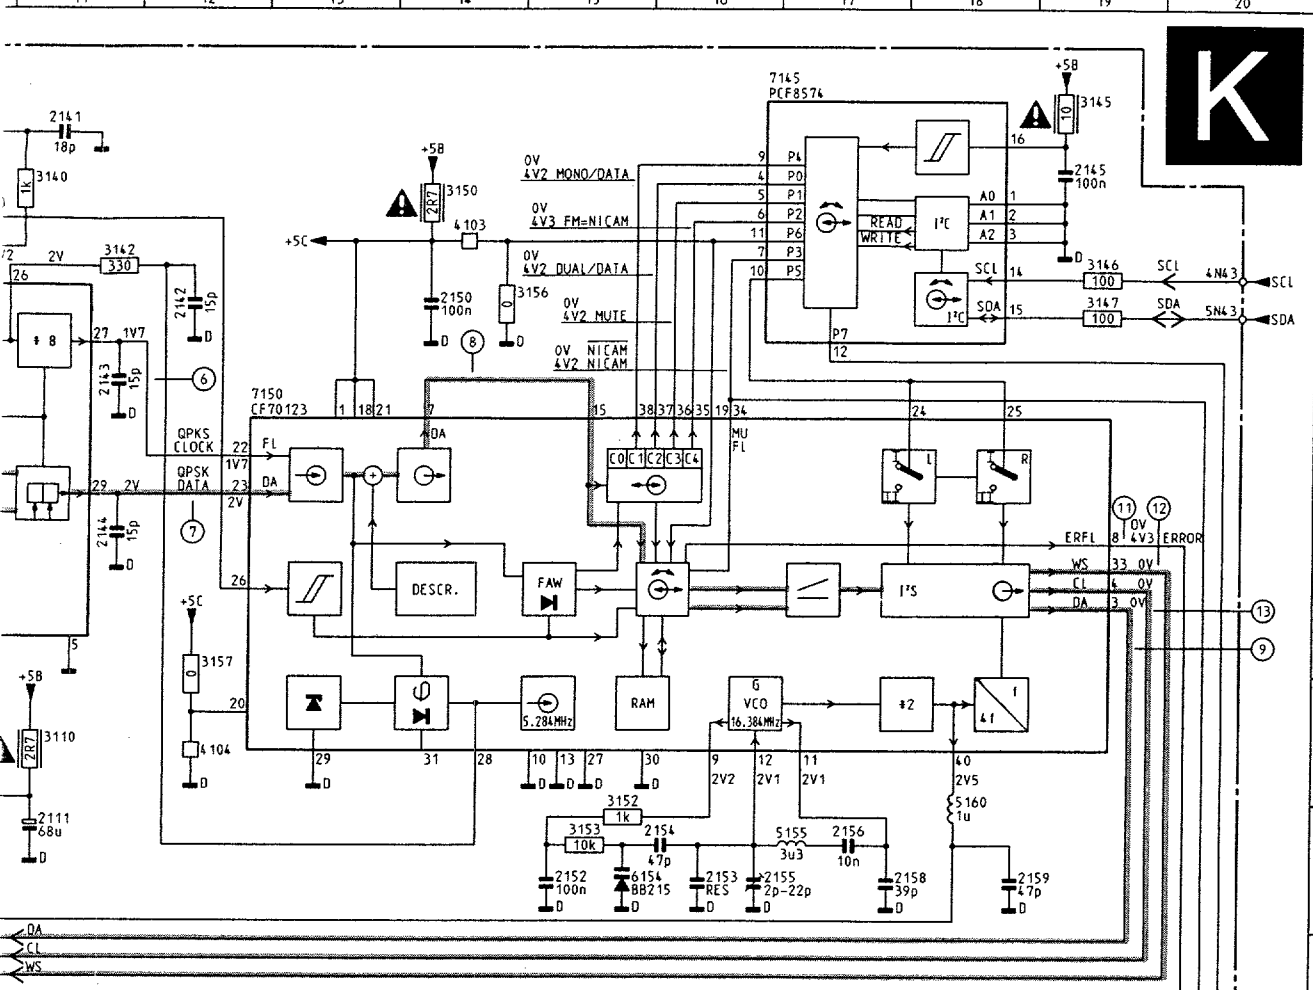 12
14
15
16
17
18
19
20
K
7145
PCF8574
+5B
3145
10
16
2145
100n
2141
18p
3140
1k
+5B
3150
2R7
4103
+5C
0V
4V2 MONO/DATA
0V
4V3 FM=NICAM
0V
4V2 DUAL/DATA
0V
4V2 MUTE
0V NICAM
4V2 NICAM
9 P4
4 P0
5 P1
6 P2
11 P6
7 P3
10 P5
READ
WRITE
I²C
A0 1
A1 2
A2 3
D
SCL 14
SDA 15
I²C
3146
100
SCL
4N43
SCL
3147
100
SDA
5N43
SDA
P7
12
2V
3142
330
26
2142
15p
D
* 8
27 1V7
2143
15p
D
6
2150
100n
D
3156
0
D
8
7150
CF70123
1 18 21
7
15
38 37 36 35 19 34
24
25
QPKS
CLOCK
22
1V7
FL
QPSK
DATA
23
2V
DA
29 2V
2144
15p
D
7
DA
+
C0 C1 C2 C3 C4
MU
FL
I
II
L
I
II
R
11
12
0V
ERFL 8 4V3 ERROR
WS 33 0V
CL 4 0V
DA 3 0V
13
9
26
DESCR.
FAW
I²S
5
+5C
3157
0
20
4104
D
+5B
3110
2R7
2111
68u
D
5.284MHz
RAM
G
VCO
16.384MHz
*2
f
4f
29
D
31
28
10
D
13
D
27
D
30
D
9
2V2
12
2V1
11
2V1
40
2V5
5160
1u
3152
1k
3153
10k
2154
47p
5155
3u3
2156
10n
2152
100n
D
6154
BB215
D
2153
RES
D
2155
2p-22p
D
2158
39p
D
2159
47p
D
DA
CL
WS